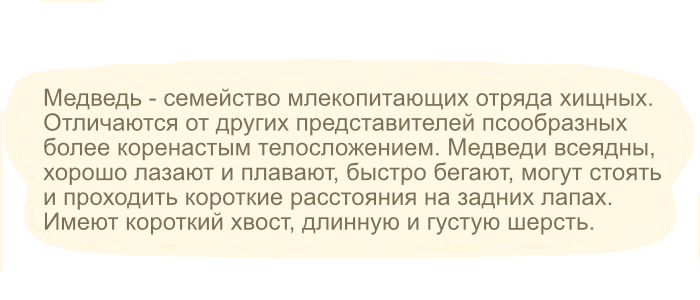 Медведь - семейство млекопитающих отряда хищных.
Отличаются от других представителей псообразных
более коренастым телосложением. Медведи всеядны,
хорошо лазают и плавают, быстро бегают, могут стоять
и проходить короткие расстояния на задних лапах.
Имеют короткий хвост, длинную и густую шерсть.